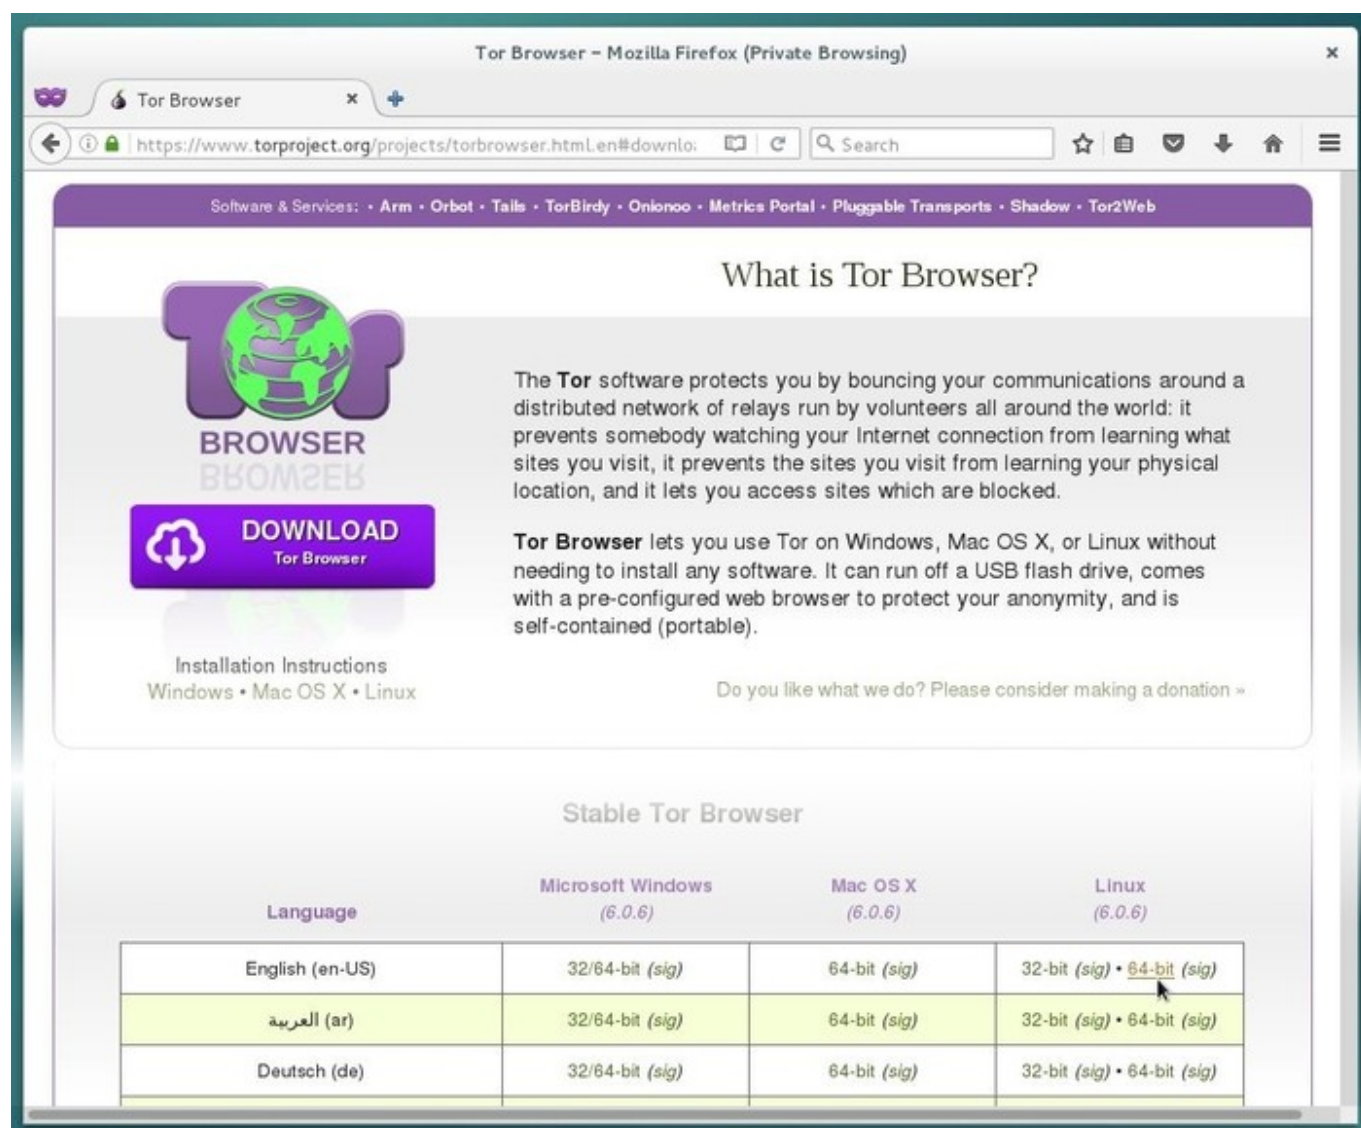 Tor Browser – Mozilla Firefox (Private Browsing)
Tor Browser
https://www.torproject.org/projects/torbrowser.html.en#downlo
Search
Software & Services: • Arm • Orbot • Tails • TorBirdy • Onionoo • Metrics Portal • Pluggable Transports • Shadow • Tor2Web
What is Tor Browser?
Tor
BROWSER
DOWNLOAD
Tor Browser
Installation Instructions
Windows • Mac OS X • Linux
The Tor software protects you by bouncing your communications around a
distributed network of relays run by volunteers all around the world: it
prevents somebody watching your Internet connection from learning what
sites you visit, it prevents the sites you visit from learning your physical
location, and it lets you access sites which are blocked.
Tor Browser lets you use Tor on Windows, Mac OS X, or Linux without
needing to install any software. It can run off a USB flash drive, comes
with a pre-configured web browser to protect your anonymity, and is
self-contained (portable).
Do you like what we do? Please consider making a donation »
Stable Tor Browser
Language Microsoft Windows (6.0.6) Mac OS X (6.0.6) Linux (6.0.6)
English (en-US) 32/64-bit (sig) 64-bit (sig) 32-bit (sig) • 64-bit (sig)
العربية (ar) 32/64-bit (sig) 64-bit (sig) 32-bit (sig) • 64-bit (sig)
Deutsch (de) 32/64-bit (sig) 64-bit (sig) 32-bit (sig) • 64-bit (sig)